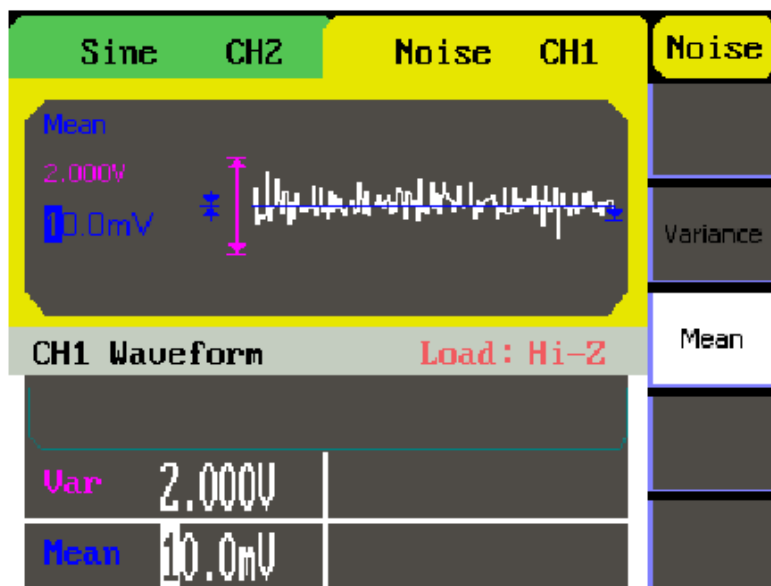 Sine CH2 Noise CH1 Noise
Mean
2.000V
10.0mV
Variance
Mean
CH1 Waveform Load: Hi-Z
Var 2.000V
Mean 10.0mV